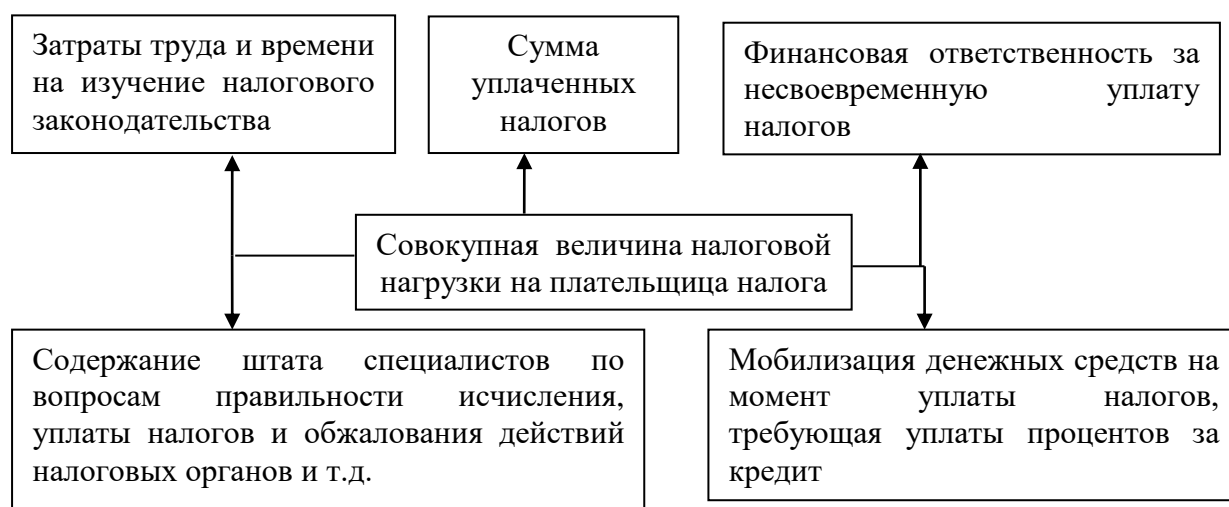 Затраты труда и времени
на изучение налогового
законодательства
Сумма
уплаченных
налогов
Финансовая ответственность за
несвоевременную уплату
налогов
Совокупная величина налоговой
нагрузки на плательщица налога
Содержание штата специалистов по
вопросам правильности исчисления,
уплаты налогов и обжалования действий
налоговых органов и т.д.
Мобилизация денежных средств на
момент уплаты налогов,
требующая уплаты процентов за
кредит